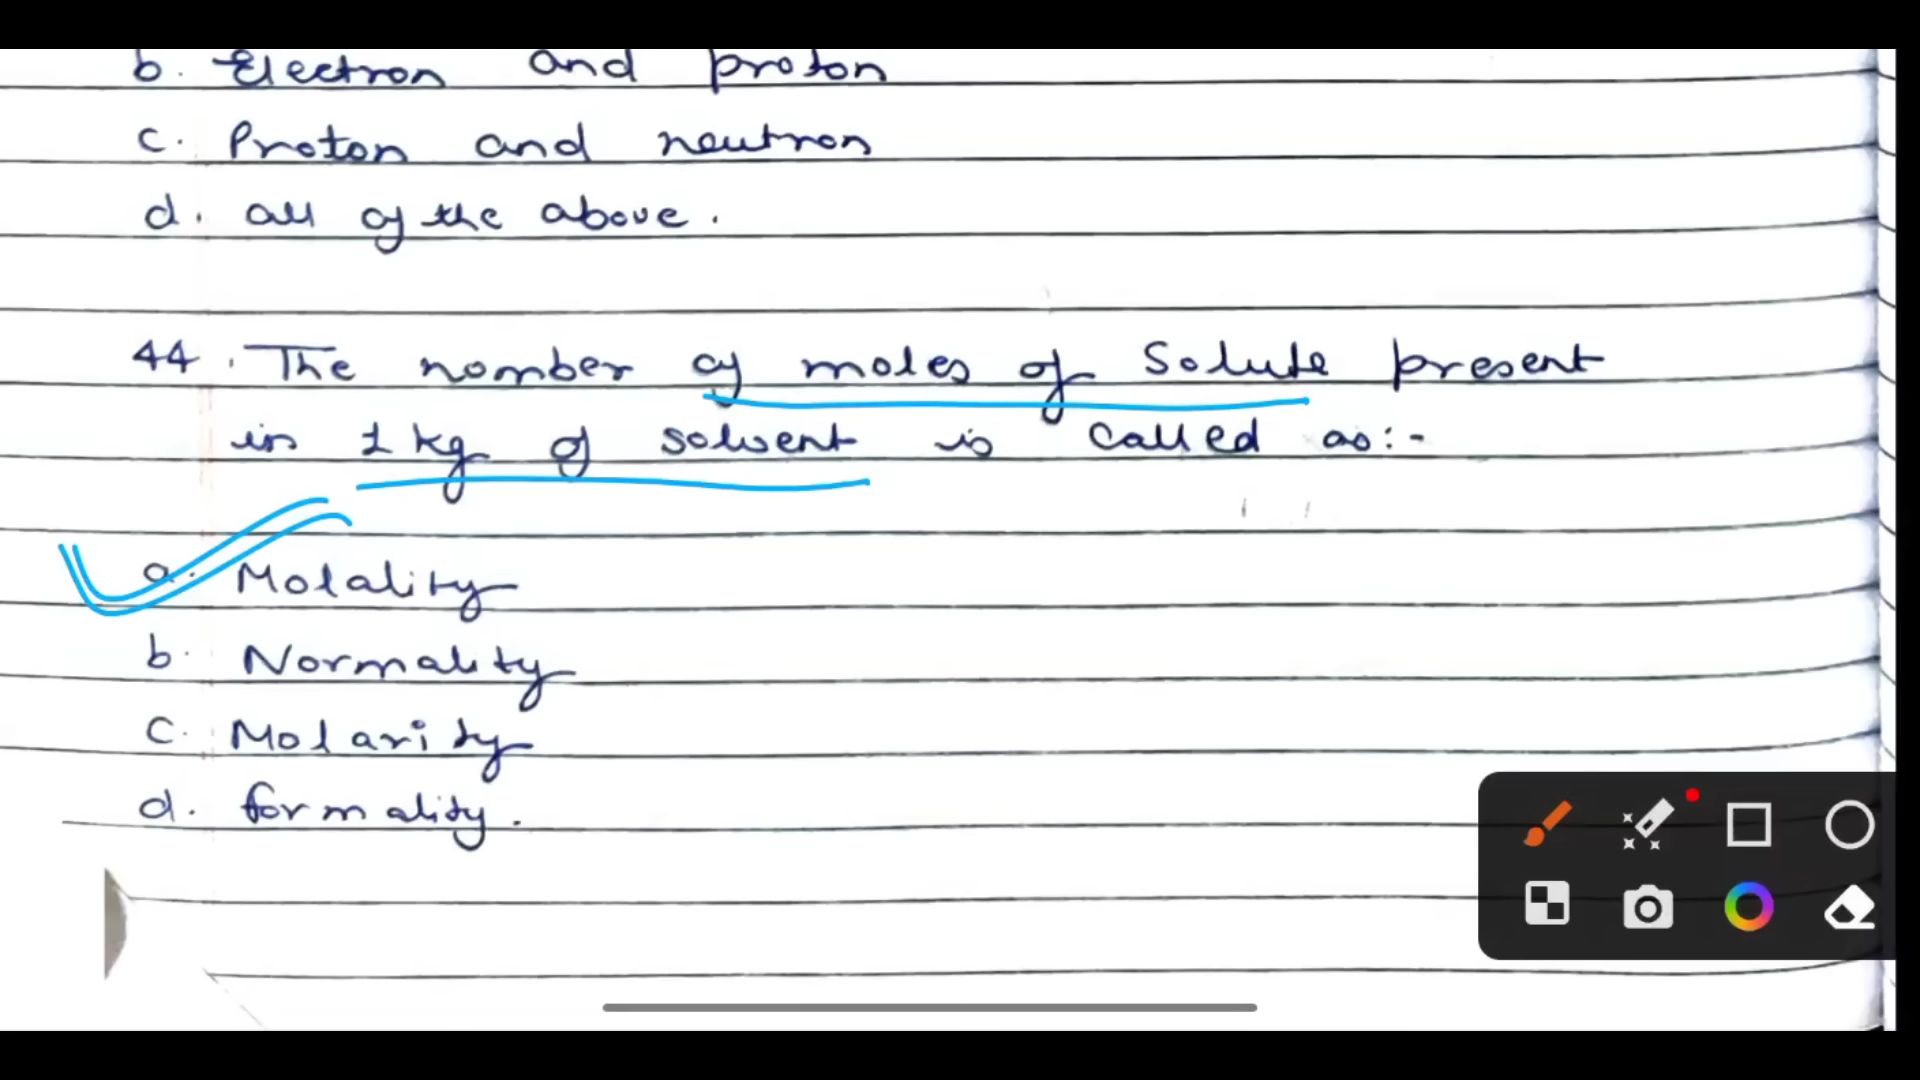 b. Electron and proton
c. Proton and neutron
d. all of the above.
44. The nomber of moles of Solute present
in 1 kg of solvent is called as:-
a. Molality
b. Normality
c. Molarity
d. formality.